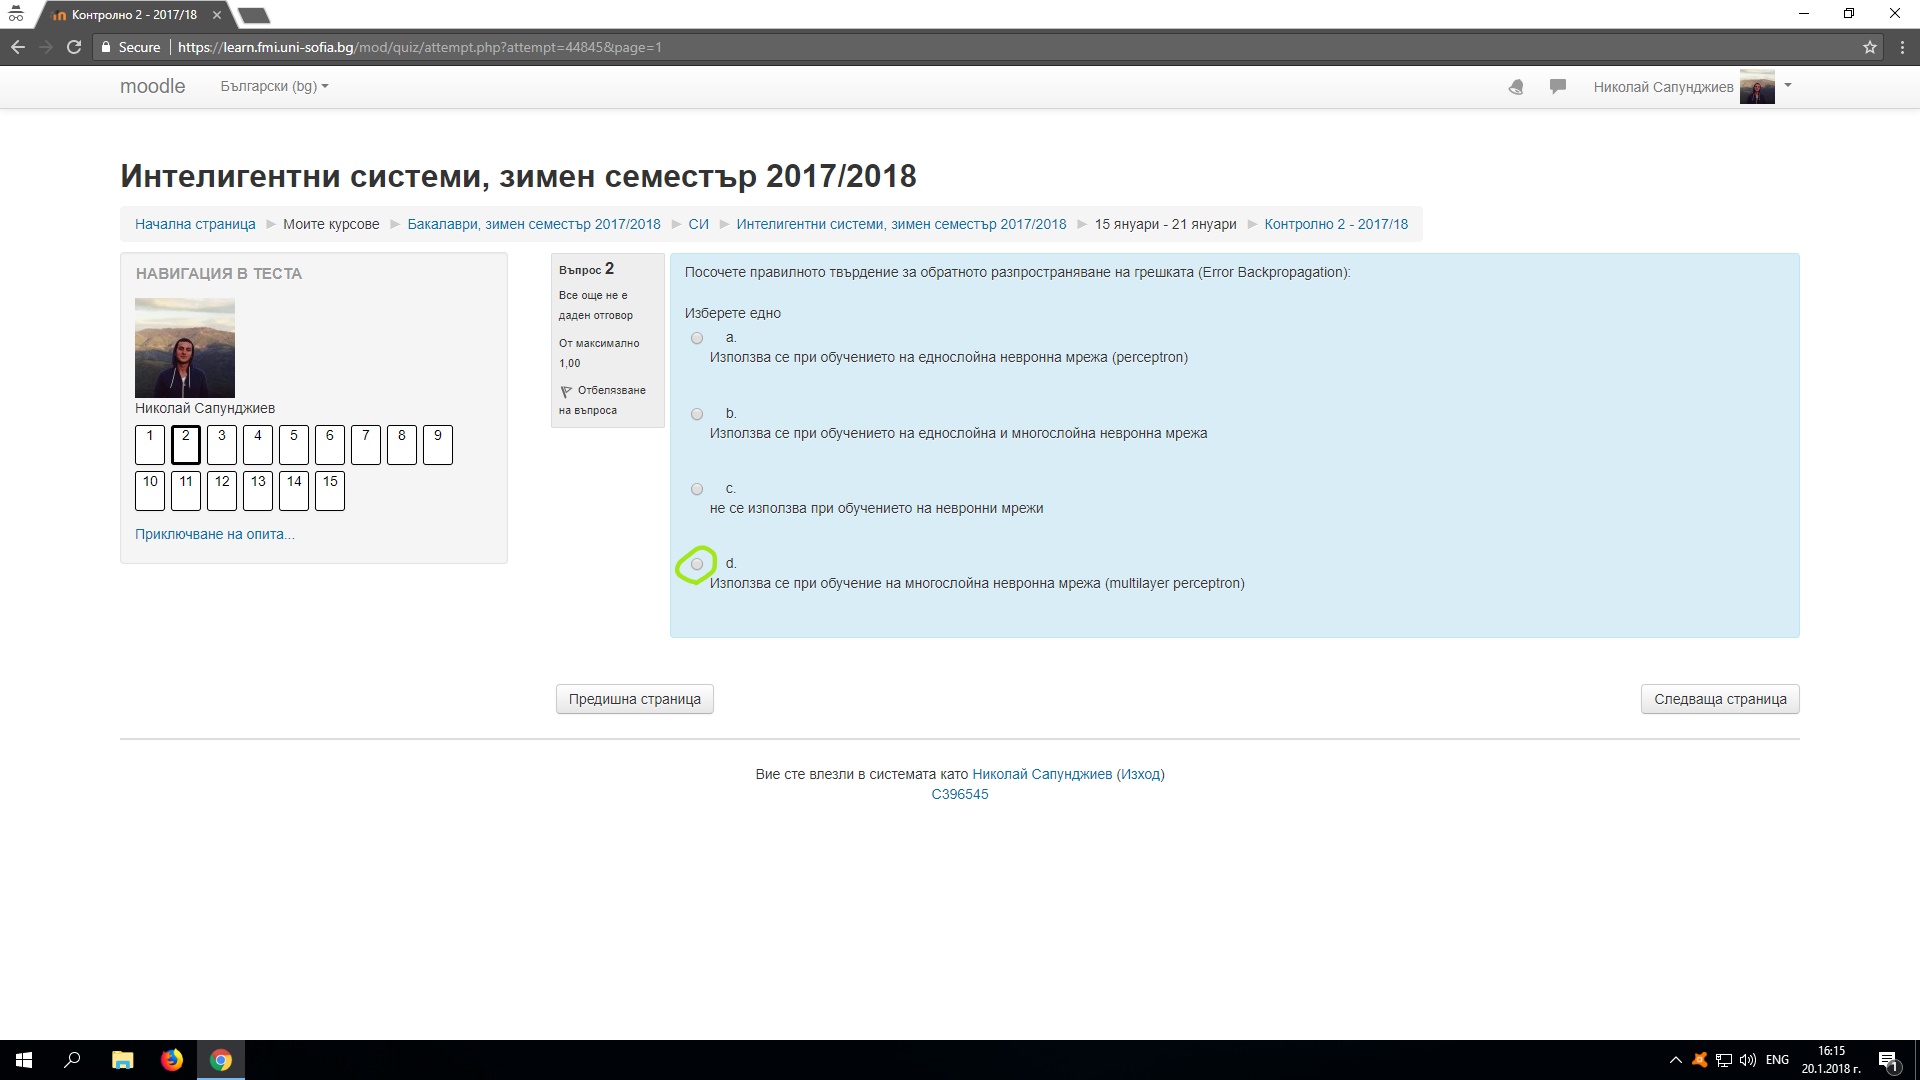 Контролно 2 - 2017/18
Secure https://learn.fmi.uni-sofia.bg/mod/quiz/attempt.php?attempt=44845&page=1
moodle Български (bg) Николай Сапунджиев
Интелигентни системи, зимен семестър 2017/2018
Начална страница Моите курсове Бакалаври, зимен семестър 2017/2018 СИ Интелигентни системи, зимен семестър 2017/2018 15 януари - 21 януари Контролно 2 - 2017/18
НАВИГАЦИЯ В ТЕСТА
Николай Сапунджиев
1 2 3 4 5 6 7 8 9
10 11 12 13 14 15
Приключване на опита...
Въпрос 2
Все още не е
даден отговор
От максимално
1,00
Отбелязване
на въпроса
Посочете правилното твърдение за обратното разпространяване на грешката (Error Backpropagation):
Изберете едно
a.
Използва се при обучението на еднослойна невронна мрежа (perceptron)
b.
Използва се при обучението на еднослойна и многослойна невронна мрежа
c.
не се използва при обучението на невронни мрежи
d.
Използва се при обучение на многослойна невронна мрежа (multilayer perceptron)
Предишна страница Следваща страница
Вие сте влезли в системата като Николай Сапунджиев (Изход)
СИ396545
ENG
16:15
20.1.2018 г.
1